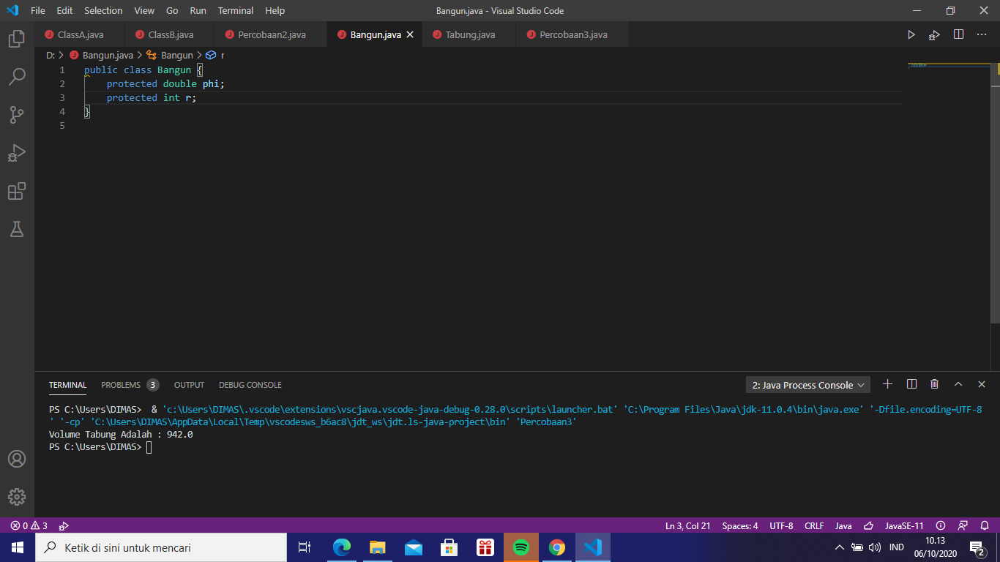 File Edit Selection View Go Run Terminal Help Bangun.java - Visual Studio Code
ClassA.java ClassB.java Percobaan2.java Bangun.java Tabung.java Percobaan3.java
D: > Bangun.java > Bangun > r
1 public class Bangun {
2 protected double phi;
3 protected int r;
4 }
5
TERMINAL PROBLEMS 3 OUTPUT DEBUG CONSOLE 2: Java Process Console
PS C:\Users\DIMAS> & 'c:\Users\DIMAS\.vscode\extensions\vscjava.vscode-java-debug-0.28.0\scripts\launcher.bat' 'C:\Program Files\Java\jdk-11.0.4\bin\java.exe' '-Dfile.encoding=UTF-8
' '-cp' 'C:\Users\DIMAS\AppData\Local\Temp\vscodesws_b6ac8\jdt_ws\jdt.ls-java-project\bin' 'Percobaan3'
Volume Tabung Adalah : 942.0
PS C:\Users\DIMAS>
0 3 Ln 3, Col 21 Spaces: 4 UTF-8 CRLF Java JavaSE-11
Ketik di sini untuk mencari IND 10.13
06/10/2020 2